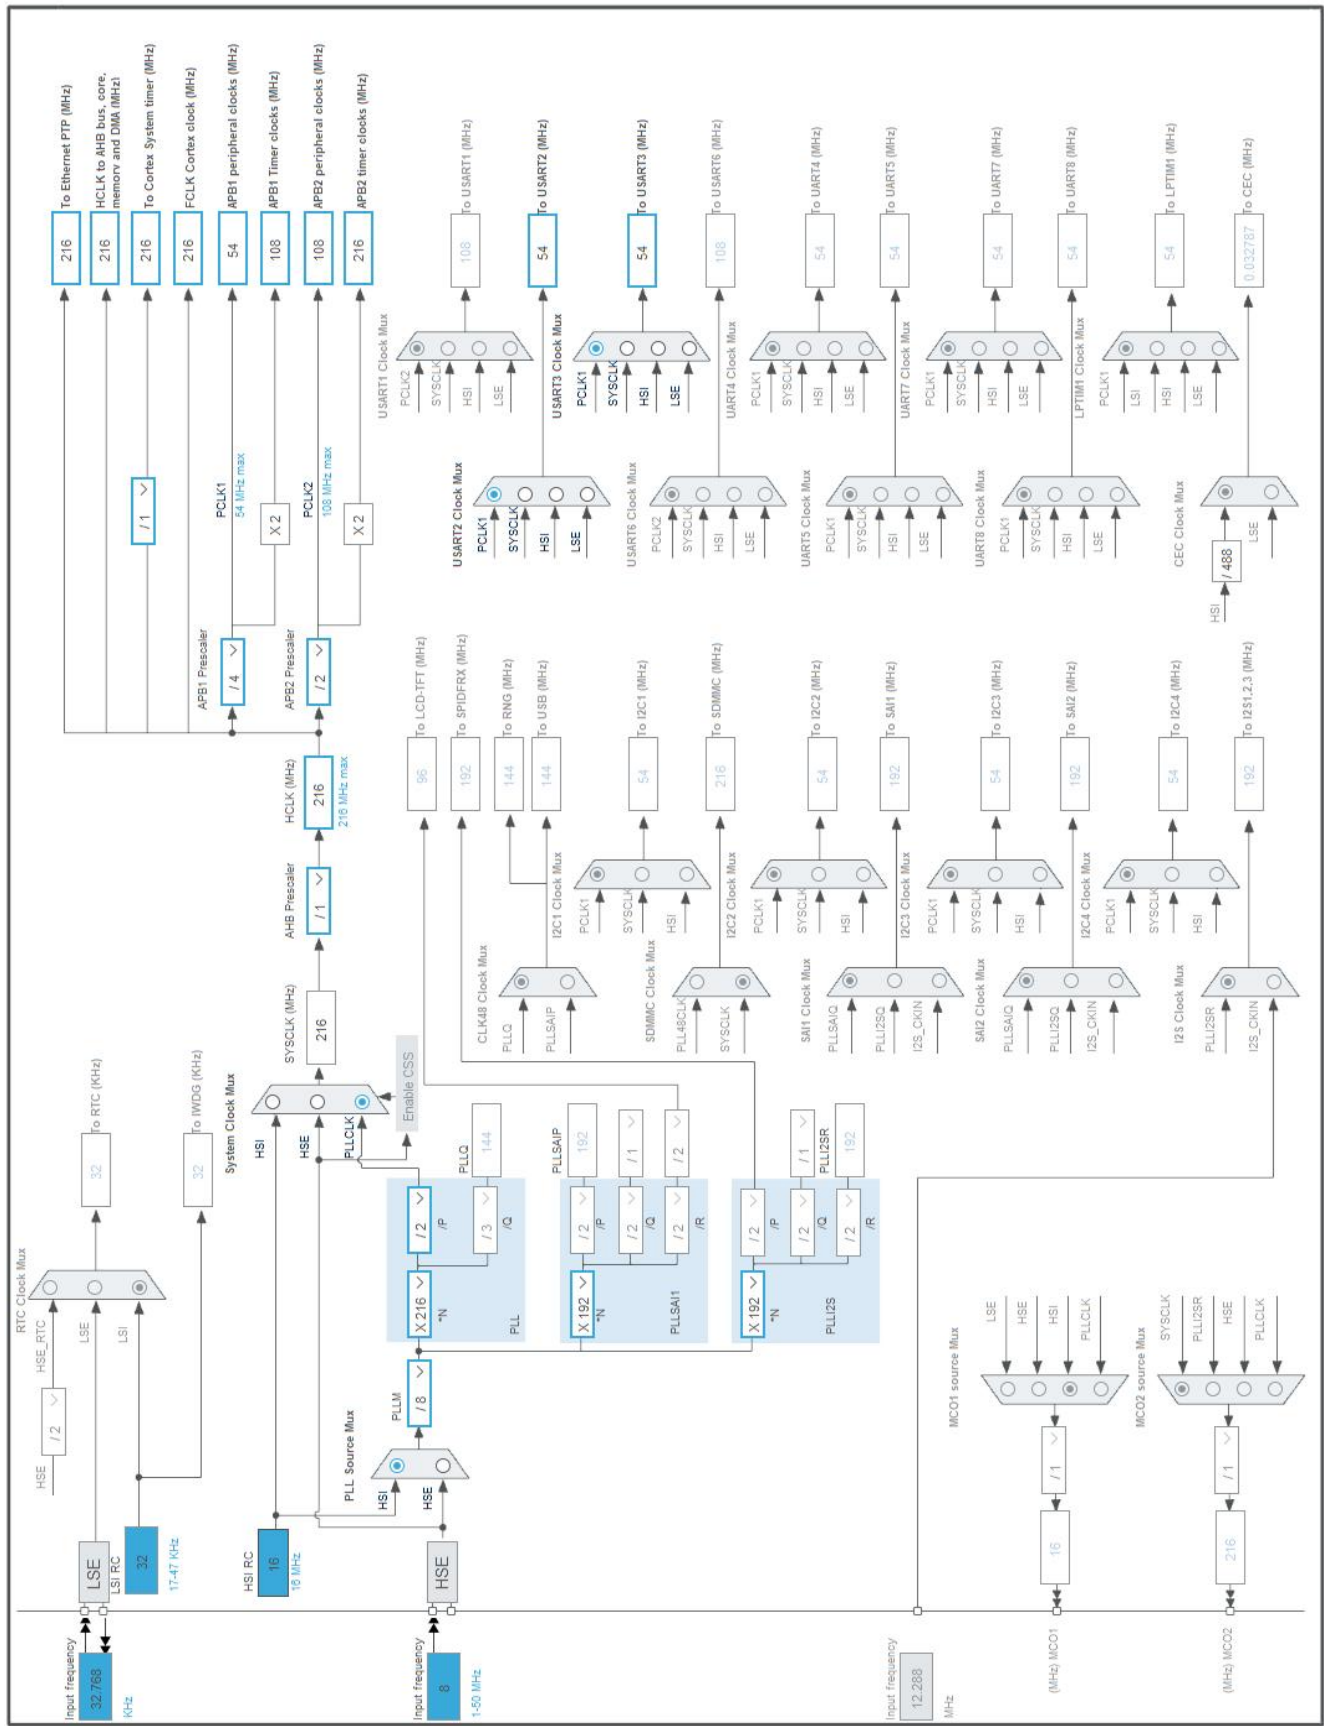 Input frequency
32.768
KHz
LSE
LSI RC
32
17-47 KHz
HSE
/ 2
HSE_RTC
LSE
LSI
RTC Clock Mux
32
To RTC (KHz)
32
To IWDG (KHz)
HSI RC
16
16 MHz
Input frequency
8
1-50 MHz
HSE
PLL Source Mux
HSI
HSE
PLLM
/ 8
X 216
*N
PLL
/ 2
/P
/ 3
/Q
PLLQ
144
X 192
*N
PLLSAI1
/ 2
/P
/ 2
/Q
/ 2
/R
PLLSAIP
192
/ 1
/ 2
X 192
*N
PLLI2S
/ 2
/P
/ 2
/Q
/ 2
/R
/ 1
PLLI2SR
192
System Clock Mux
HSI
HSE
PLLCLK
Enable CSS
SYSCLK (MHz)
216
AHB Prescaler
/ 1
HCLK (MHz)
216
216 MHz max
APB1 Prescaler
/ 4
APB2 Prescaler
/ 2
/ 1
PCLK1
54 MHz max
X 2
PCLK2
108 MHz max
X 2
216
To Ethernet PTP (MHz)
216
HCLK to AHB bus, core,
memory and DMA (MHz)
216
To Cortex System timer (MHz)
216
FCLK Cortex clock (MHz)
54
APB1 peripheral clocks (MHz)
108
APB1 Timer clocks (MHz)
108
APB2 peripheral clocks (MHz)
216
APB2 timer clocks (MHz)
96
To LCD-TFT (MHz)
192
To SPIDFRX (MHz)
144
To RNG (MHz)
144
To USB (MHz)
CLK48 Clock Mux
PLLQ
PLLSAIP
I2C1 Clock Mux
PCLK1
SYSCLK
HSI
54
To I2C1 (MHz)
SDMMC Clock Mux
PLL48CLK
SYSCLK
216
To SDMMC (MHz)
I2C2 Clock Mux
PCLK1
SYSCLK
HSI
54
To I2C2 (MHz)
SAI1 Clock Mux
PLLSAIQ
PLLI2SQ
I2S_CKIN
192
To SAI1 (MHz)
I2C3 Clock Mux
PCLK1
SYSCLK
HSI
54
To I2C3 (MHz)
SAI2 Clock Mux
PLLSAIQ
PLLI2SQ
I2S_CKIN
192
To SAI2 (MHz)
I2C4 Clock Mux
PCLK1
SYSCLK
HSI
54
To I2C4 (MHz)
I2S Clock Mux
PLLI2SR
I2S_CKIN
192
To I2S1,2,3 (MHz)
USART1 Clock Mux
PCLK2
SYSCLK
HSI
LSE
108
To USART1 (MHz)
USART2 Clock Mux
PCLK1
SYSCLK
HSI
LSE
54
To USART2 (MHz)
USART3 Clock Mux
PCLK1
SYSCLK
HSI
LSE
54
To USART3 (MHz)
USART6 Clock Mux
PCLK2
SYSCLK
HSI
LSE
108
To USART6 (MHz)
UART4 Clock Mux
PCLK1
SYSCLK
HSI
LSE
54
To UART4 (MHz)
UART5 Clock Mux
PCLK1
SYSCLK
HSI
LSE
54
To UART5 (MHz)
UART7 Clock Mux
PCLK1
SYSCLK
HSI
LSE
54
To UART7 (MHz)
UART8 Clock Mux
PCLK1
SYSCLK
HSI
LSE
54
To UART8 (MHz)
LPTIM1 Clock Mux
PCLK1
LSI
HSI
LSE
54
To LPTIM1 (MHz)
CEC Clock Mux
HSI
/ 488
LSE
0.032787
To CEC (MHz)
Input frequency
12.288
MHz
MCO1 source Mux
LSE
HSE
HSI
PLLCLK
/ 1
16
(MHz) MCO1
MCO2 source Mux
SYSCLK
PLLI2SR
HSE
PLLCLK
/ 1
216
(MHz) MCO2